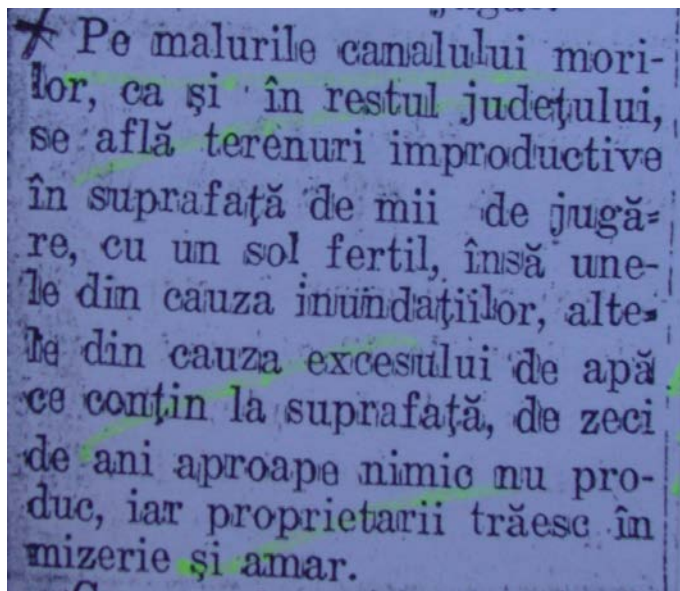 Pe malurile canalului mori-
lor, ca și în restul județului,
se află terenuri improductive
în suprafață de mii de jugă-
re, cu un sol fertil, însă une-
le din cauza inundațiilor, alte-
le din cauza excesului de apă
ce conțin la suprafață, de zeci
de ani aproape nimic nu pro-
duc, iar proprietarii trăesc în
mizerie și amar.